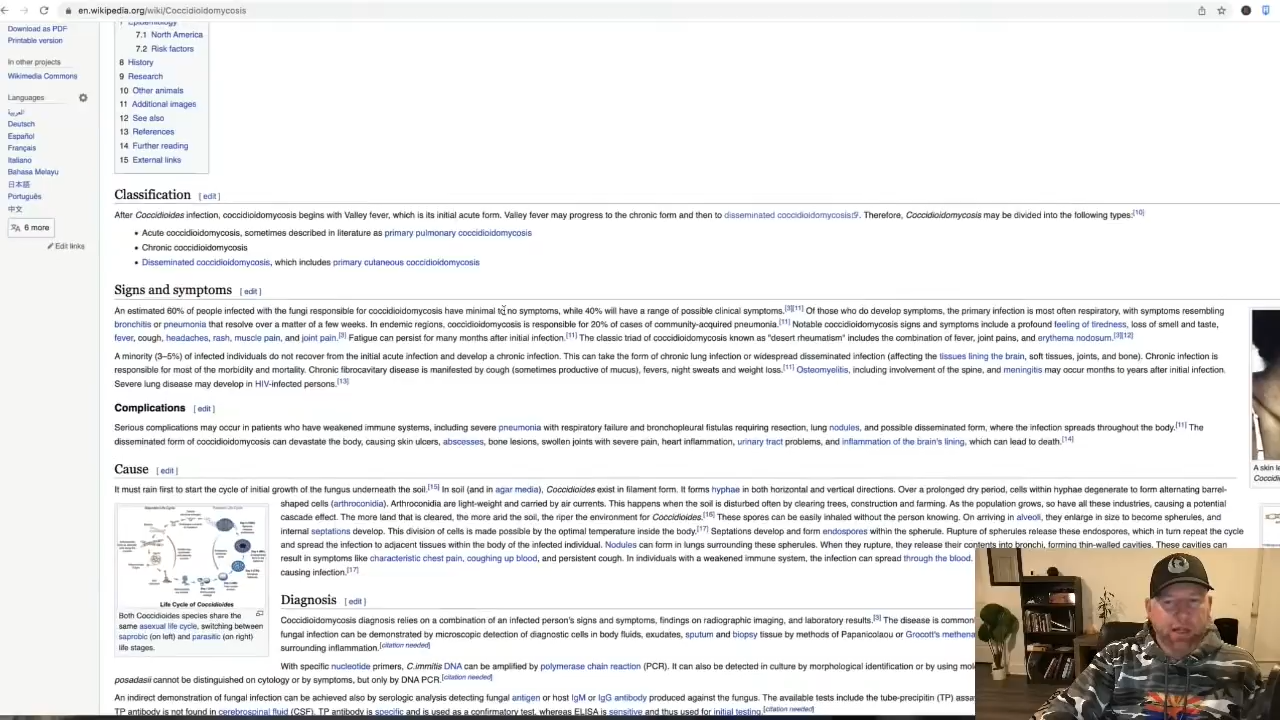 en.wikipedia.org/wiki/Coccidioidomycosis
Download as PDF
Printable version
In other projects
Wikimedia Commons
Languages
العربية
Deutsch
Español
Français
Italiano
Bahasa Melayu
日本語
Português
中文
6 more
Edit links
7 Epidemiology
7.1 North America
7.2 Risk factors
8 History
9 Research
10 Other animals
11 Additional images
12 See also
13 References
14 Further reading
15 External links
Classification [ edit ]
After Coccidioides infection, coccidioidomycosis begins with Valley fever, which is its initial acute form. Valley fever may progress to the chronic form and then to disseminated coccidioidomycosis. Therefore, Coccidioidomycosis may be divided into the following types:[10]
Acute coccidioidomycosis, sometimes described in literature as primary pulmonary coccidioidomycosis
Chronic coccidioidomycosis
Disseminated coccidioidomycosis, which includes primary cutaneous coccidioidomycosis
Signs and symptoms [ edit ]
An estimated 60% of people infected with the fungi responsible for coccidioidomycosis have minimal to no symptoms, while 40% will have a range of possible clinical symptoms.[3][11] Of those who do develop symptoms, the primary infection is most often respiratory, with symptoms resembling
bronchitis or pneumonia that resolve over a matter of a few weeks. In endemic regions, coccidioidomycosis is responsible for 20% of cases of community-acquired pneumonia.[11] Notable coccidioidomycosis signs and symptoms include a profound feeling of tiredness, loss of smell and taste,
fever, cough, headaches, rash, muscle pain, and joint pain.[3] Fatigue can persist for many months after initial infection.[11] The classic triad of coccidioidomycosis known as "desert rheumatism" includes the combination of fever, joint pains, and erythema nodosum.[3][12]
A minority (3–5%) of infected individuals do not recover from the initial acute infection and develop a chronic infection. This can take the form of chronic lung infection or widespread disseminated infection (affecting the tissues lining the brain, soft tissues, joints, and bone). Chronic infection is
responsible for most of the morbidity and mortality. Chronic fibrocavitary disease is manifested by cough (sometimes productive of mucus), fevers, night sweats and weight loss.[11] Osteomyelitis, including involvement of the spine, and meningitis may occur months to years after initial infection.
Severe lung disease may develop in HIV-infected persons.[13]
Complications [ edit ]
Serious complications may occur in patients who have weakened immune systems, including severe pneumonia with respiratory failure and bronchopleural fistulas requiring resection, lung nodules, and possible disseminated form, where the infection spreads throughout the body.[11] The
disseminated form of coccidioidomycosis can devastate the body, causing skin ulcers, abscesses, bone lesions, swollen joints with severe pain, heart inflammation, urinary tract problems, and inflammation of the brain's lining, which can lead to death.[14]
Cause [ edit ]
It must rain first to start the cycle of initial growth of the fungus underneath the soil.[15] In soil (and in agar media), Coccidioides exist in filament form. It forms hyphae in both horizontal and vertical directions. Over a prolonged dry period, cells within hyphae degenerate to form alternating barrel-
shaped cells (arthroconidia). Arthroconidia are light-weight and carried by air currents. This happens when the soil is disturbed often by clearing trees, construction and farming. As the population grows, so have all these industries, causing a potential
cascade effect. The more land that is cleared, the more arid the soil, the riper the environment for Coccidioides.[16] These spores can be easily inhaled without the person knowing. On arriving in alveoli, they enlarge in size to become spherules, and
internal septations develop. This division of cells is made possible by the optimal temperature inside the body.[17] Septations develop and form endospores within the spherule. Rupture of spherules release these endospores, which in turn repeat the cycle
and spread the infection to adjacent tissues within the body of the infected individual. Nodules can form in lungs surrounding these spherules. When they rupture, they release their contents into bronchi, forming thin-walled cavities. These cavities can
result in symptoms like characteristic chest pain, coughing up blood, and persistent cough. In individuals with a weakened immune system, the infection can spread through the blood.
causing infection.[17]
Life Cycle of Coccidioides
Both Coccidioides species share the
same asexual life cycle, switching between
saprobic (on left) and parasitic (on right)
life stages.
A skin le
Coccidi
Diagnosis [ edit ]
Coccidioidomycosis diagnosis relies on a combination of an infected person's signs and symptoms, findings on radiographic imaging, and laboratory results.[3] The disease is common
fungal infection can be demonstrated by microscopic detection of diagnostic cells in body fluids, exudates, sputum and biopsy tissue by methods of Papanicolaou or Grocott's methena
surrounding inflammation.[citation needed]
With specific nucleotide primers, C.immitis DNA can be amplified by polymerase chain reaction (PCR). It can also be detected in culture by morphological identification or by using mol
posadasii cannot be distinguished on cytology or by symptoms, but only by DNA PCR.[citation needed]
An indirect demonstration of fungal infection can be achieved also by serologic analysis detecting fungal antigen or host IgM or IgG antibody produced against the fungus. The available tests include the tube-precipitin (TP) assa
TP antibody is not found in cerebrospinal fluid (CSF). TP antibody is specific and is used as a confirmatory test, whereas ELISA is sensitive and thus used for initial testing.[citation needed]